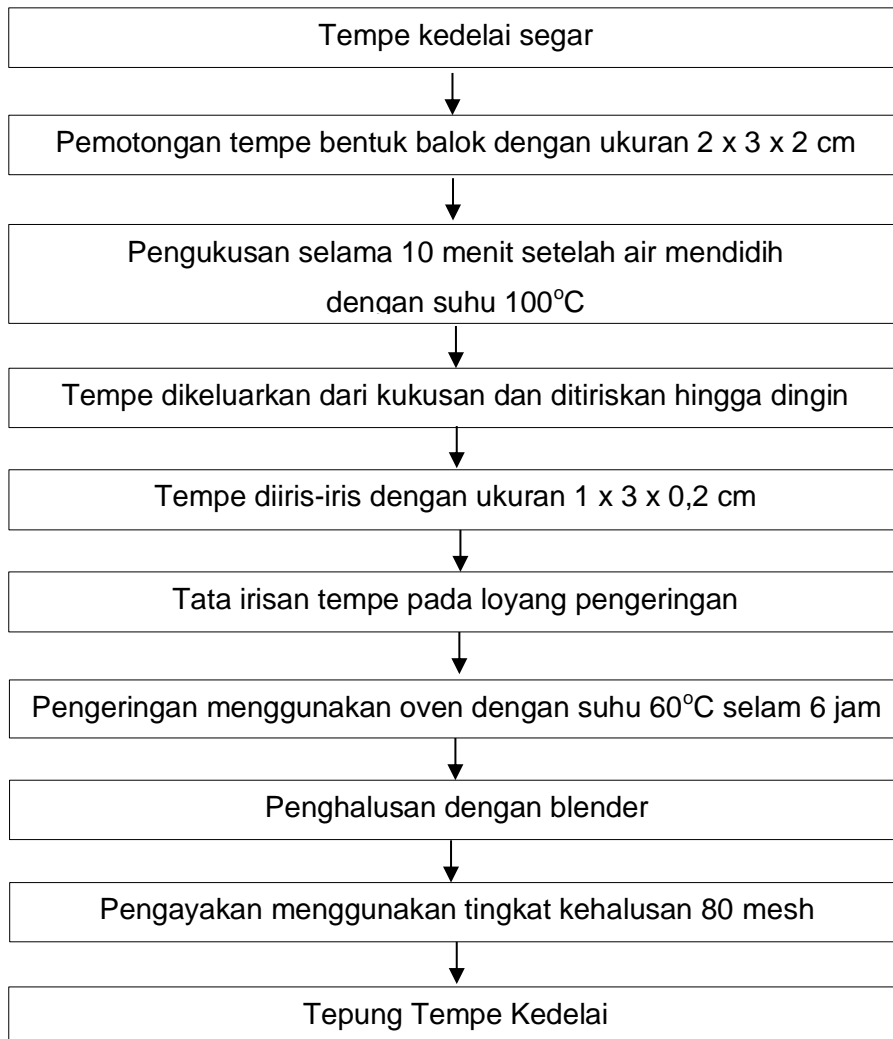 Tempe kedelai segar
Pemotongan tempe bentuk balok dengan ukuran 2 x 3 x 2 cm
Pengukusan selama 10 menit setelah air mendidih
dengan suhu 100°C
Tempe dikeluarkan dari kukusan dan ditiriskan hingga dingin
Tempe diiris-iris dengan ukuran 1 x 3 x 0,2 cm
Tata irisan tempe pada loyang pengeringan
Pengeringan menggunakan oven dengan suhu 60°C selam 6 jam
Penghalusan dengan blender
Pengayakan menggunakan tingkat kehalusan 80 mesh
Tepung Tempe Kedelai